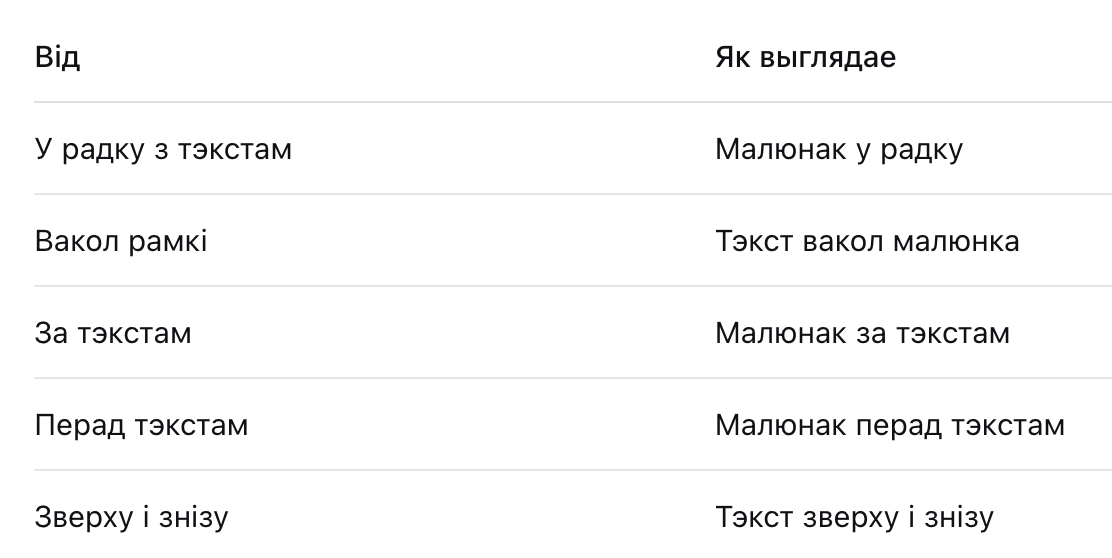 Від Як выглядае
У радку з тэкстам Малюнак у радку
Вакол рамкі Тэкст вакол малюнка
За тэкстам Малюнак за тэкстам
Перад тэкстам Малюнак перад тэкстам
Зверху і знізу Тэкст зверху і знізу